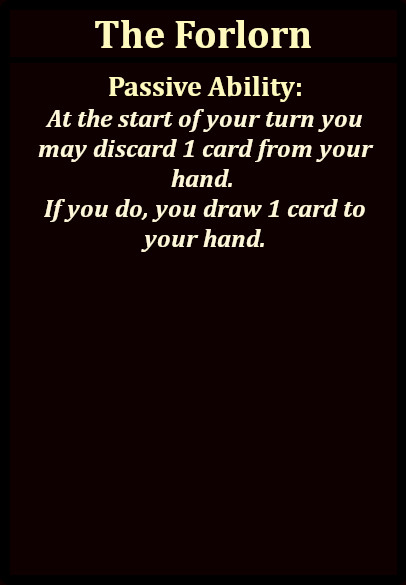 The Forlorn
Passive Ability:
At the start of your turn you
may discard 1 card from your
hand.
If you do, you draw 1 card to
your hand.